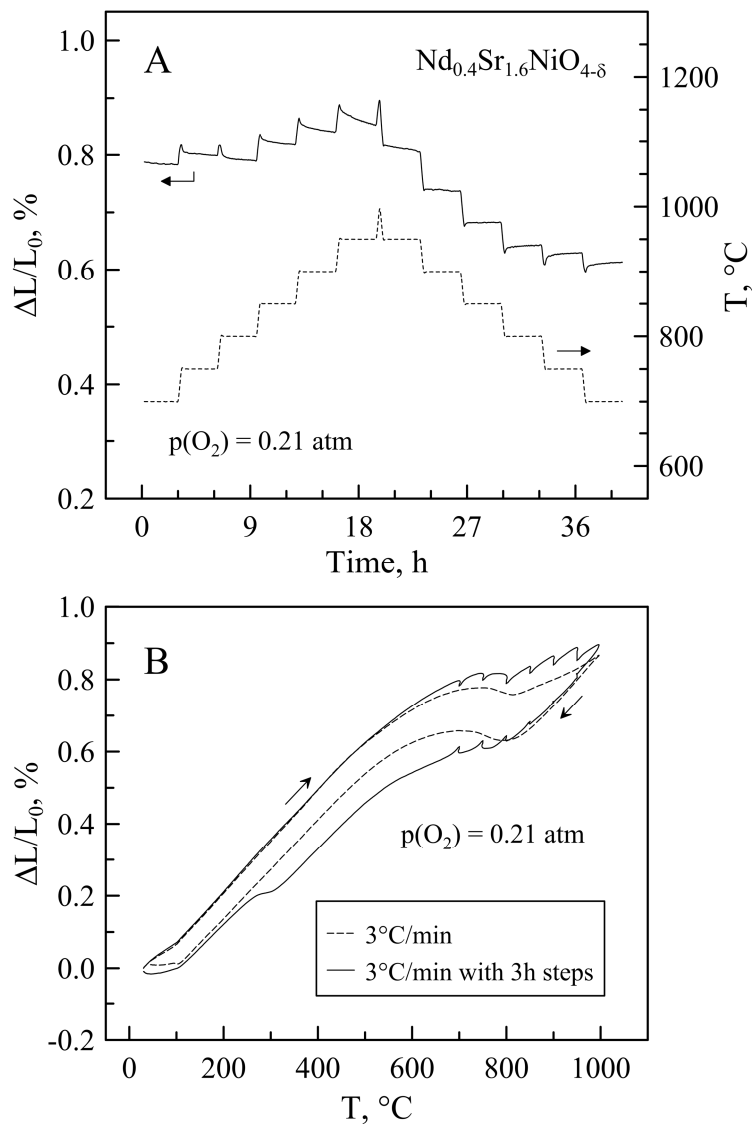 A
Nd0.4Sr1.6NiO4-δ
1.0
0.8
0.6
0.4
0.2
ΔL/L0, %
1200
1000
800
600
T, °C
p(O2) = 0.21 atm
0 9 18 27 36
Time, h
B
1.0
0.8
0.6
0.4
0.2
0.0
-0.2
ΔL/L0, %
p(O2) = 0.21 atm
3°C/min
3°C/min with 3h steps
0 200 400 600 800 1000
T, °C